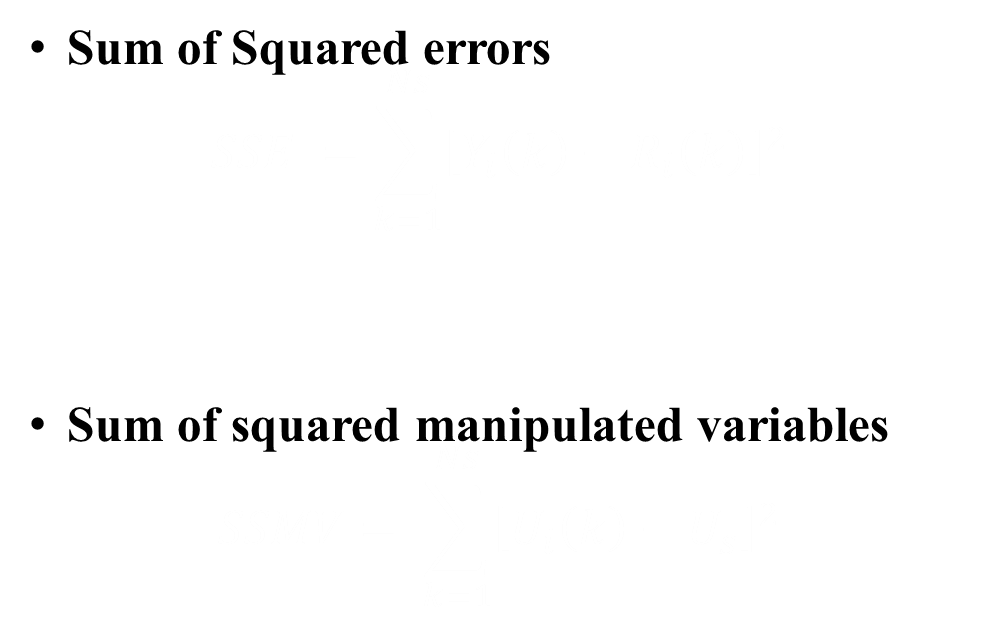 • Sum of Squared errors
• Sum of squared manipulated variables